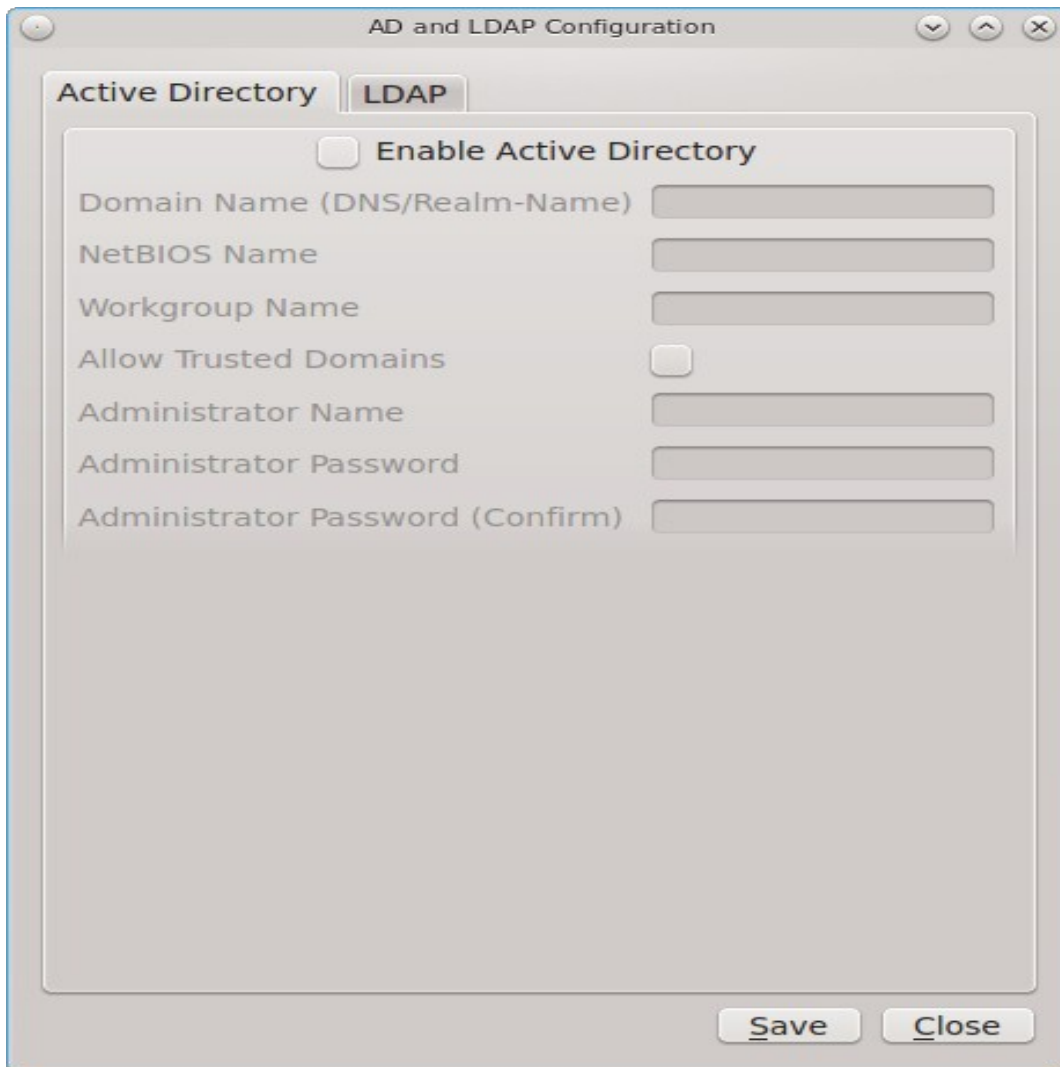 AD and LDAP Configuration
Active Directory LDAP
Enable Active Directory
Domain Name (DNS/Realm-Name)
NetBIOS Name
Workgroup Name
Allow Trusted Domains
Administrator Name
Administrator Password
Administrator Password (Confirm)
Save Close